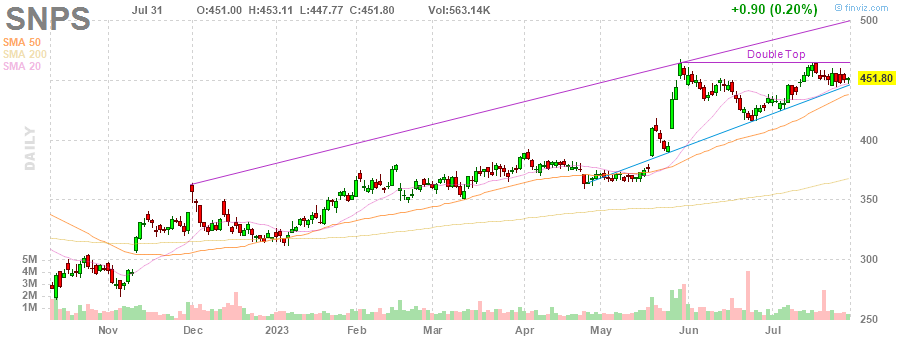 SNPS Jul 31 O:451.00 H:453.11 L:447.77 C:451.80 Vol:563.14K +0.90 (0.20%) finviz.com
SMA 50
SMA 200
SMA 20
500
Double Top
451.80
DAILY
400
350
300
250
5M
4M
3M
2M
1M
Nov Dec 2023 Feb Mar Apr May Jun Jul